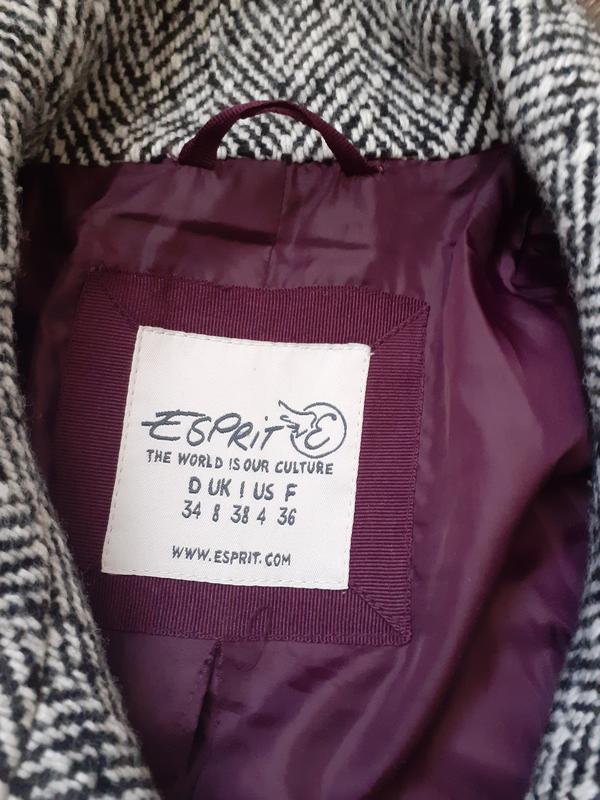 ESPRIT E
THE WORLD IS OUR CULTURE
D UK I US F
34 8 38 4 36
WWW.ESPRIT.COM